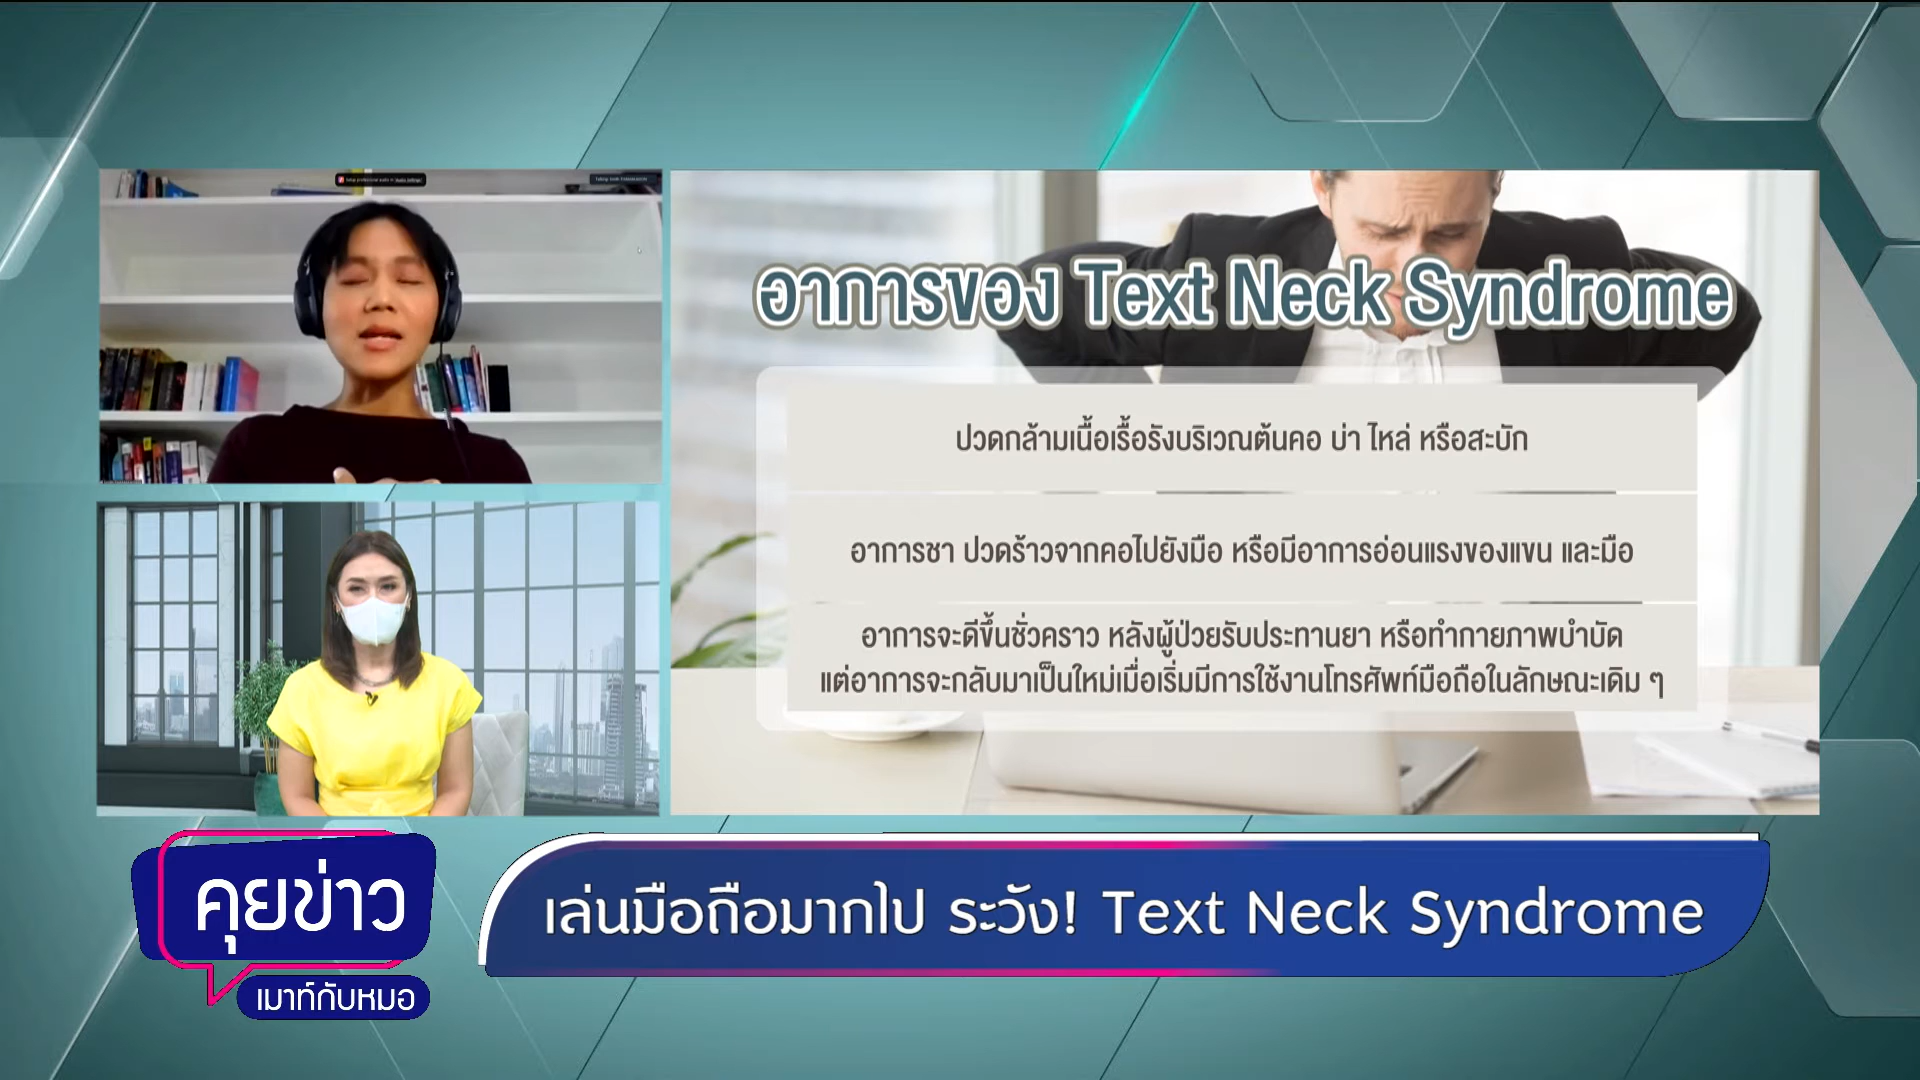 อาการของ Text Neck Syndrome
ปวดกล้ามเนื้อเรื้อรังบริเวณต้นคอ บ่า ไหล่ หรือสะบัก
อาการชา ปวดร้าวจากคอไปยังมือ หรือมีอาการอ่อนแรงของแขน และมือ
อาการจะดีขึ้นชั่วคราว หลังผู้ป่วยรับประทานยา หรือทำกายภาพบำบัด
แต่อาการจะกลับมาเป็นใหม่เมื่อเริ่มมีการใช้งานโทรศัพท์มือถือในลักษณะเดิม ๆ
คุยข่าว
เมาท์กับหมอ
เล่นมือถือมากไป ระวัง! Text Neck Syndrome